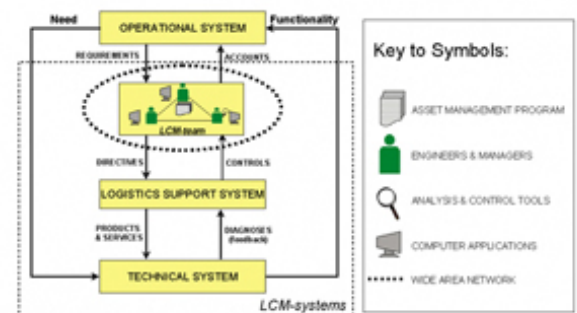 Need
Functionality
OPERATIONAL SYSTEM
REQUIREMENTS
ACCOUNTS
LCM-team
DIRECTIVES
CONTROLS
LOGISTICS SUPPORT SYSTEM
PRODUCTS
& SERVICES
DIAGNOSES
(feedback)
TECHNICAL SYSTEM
LCM-systems
Key to Symbols:
ASSET MANAGEMENT PROGRAM
ENGINEERS & MANAGERS
ANALYSIS & CONTROL TOOLS
COMPUTER APPLICATIONS
WIDE AREA NETWORK